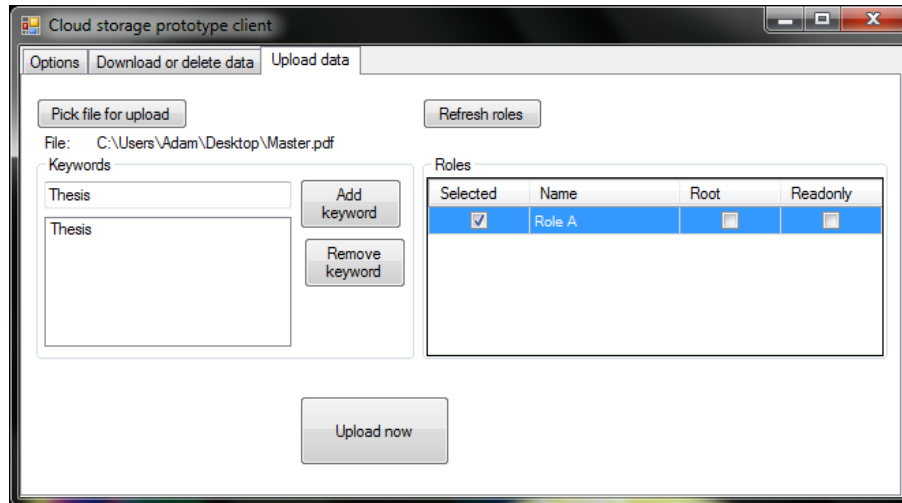 Cloud storage prototype client
Options Download or delete data Upload data
Pick file for upload Refresh roles
File: C:\Users\Adam\Desktop\Master.pdf
Keywords Roles
Thesis Add keyword Selected Name Root Readonly
Thesis Role A
Remove keyword
Upload now